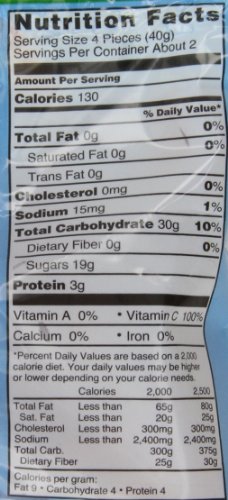 Nutrition Facts
Serving Size 4 Pieces (40g)
Servings Per Container About 2
Amount Per Serving
Calories 130
% Daily Value*
Total Fat 0g 0%
Saturated Fat 0g 0%
Trans Fat 0g
Cholesterol 0mg 0%
Sodium 15mg 1%
Total Carbohydrate 30g 10%
Dietary Fiber 0g 0%
Sugars 19g
Protein 3g
Vitamin A 0% • Vitamin C 100%
Calcium 0% • Iron 0%
*Percent Daily Values are based on a 2,000
calorie diet. Your daily values may be higher
or lower depending on your calorie needs.
Calories 2,000 2,500
Total Fat Less than 65g 80g
Sat. Fat Less than 20g 25g
Cholesterol Less than 300mg 300mg
Sodium Less than 2,400mg 2,400mg
Total Carb. 300g 375g
Dietary Fiber 25g 30g
Calories per gram:
Fat 9 • Carbohydrate 4 • Protein 4